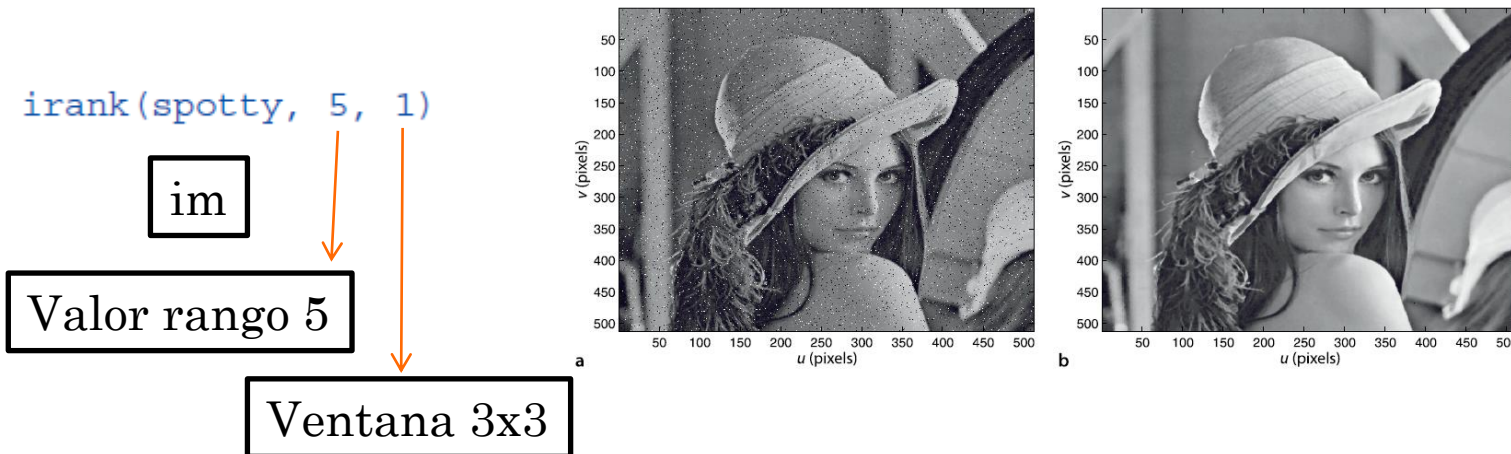 irank(spotty, 5, 1)
im
Valor rango 5
Ventana 3x3
50
100
150
200
250
300
350
400
450
500
v (pixels)
50 100 150 200 250 300 350 400 450 500
u (pixels)
a
50
100
150
200
250
300
350
400
450
500
v (pixels)
50 100 150 200 250 300 350 400 450
u (pixels)
b